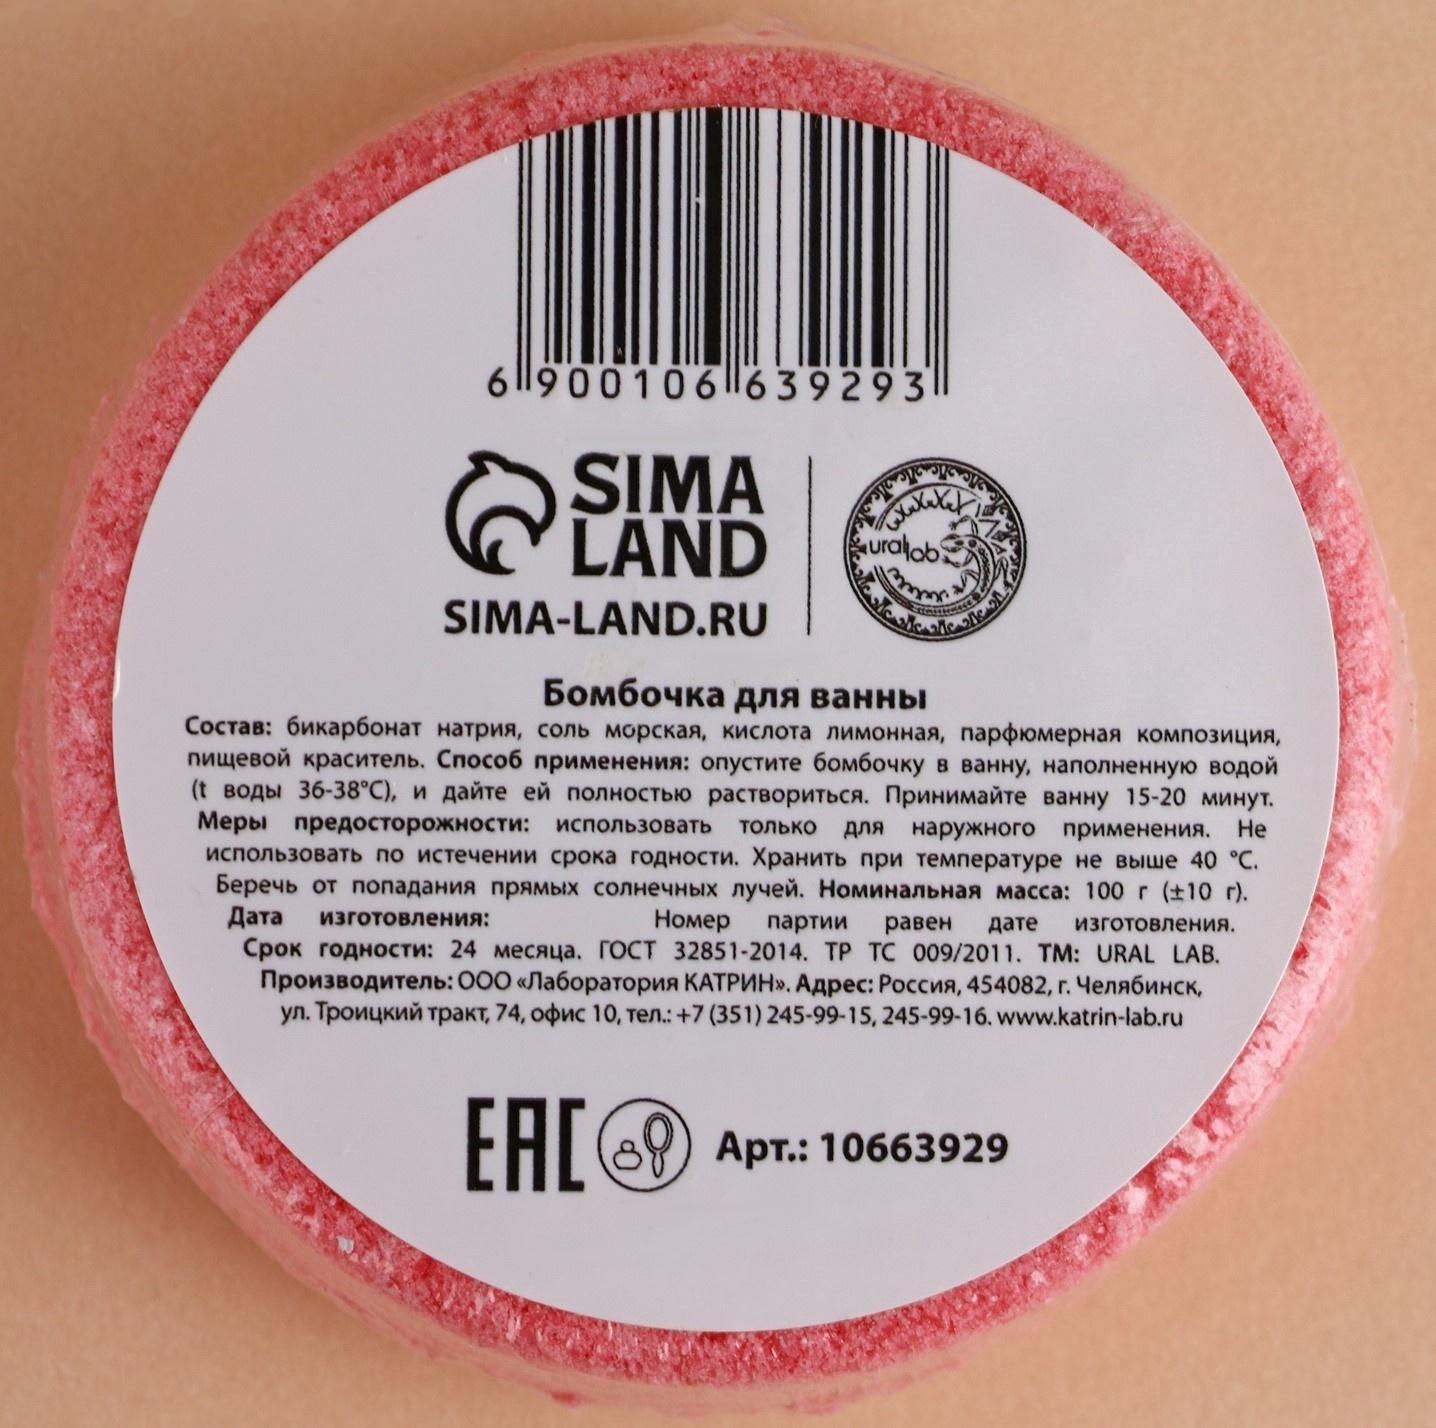 6 900106 639293
SIMA
LAND
SIMA-LAND.RU
ural lab
Бомбочка для ванны
Состав: бикарбонат натрия, соль морская, кислота лимонная, парфюмерная композиция,
пищевой краситель. Способ применения: опустите бомбочку в ванну, наполненную водой
(t воды 36-38°C), и дайте ей полностью раствориться. Принимайте ванну 15-20 минут.
Меры предосторожности: использовать только для наружного применения. Не
использовать по истечении срока годности. Хранить при температуре не выше 40 °C.
Беречь от попадания прямых солнечных лучей. Номинальная масса: 100 г (±10 г).
Дата изготовления: Номер партии равен дате изготовления.
Срок годности: 24 месяца. ГОСТ 32851-2014. ТР ТС 009/2011. ТМ: URAL LAB.
Производитель: ООО «Лаборатория КАТРИН». Адрес: Россия, 454082, г. Челябинск,
ул. Троицкий тракт, 74, офис 10, тел.: +7 (351) 245-99-15, 245-99-16. www.katrin-lab.ru
EAC Арт.: 10663929